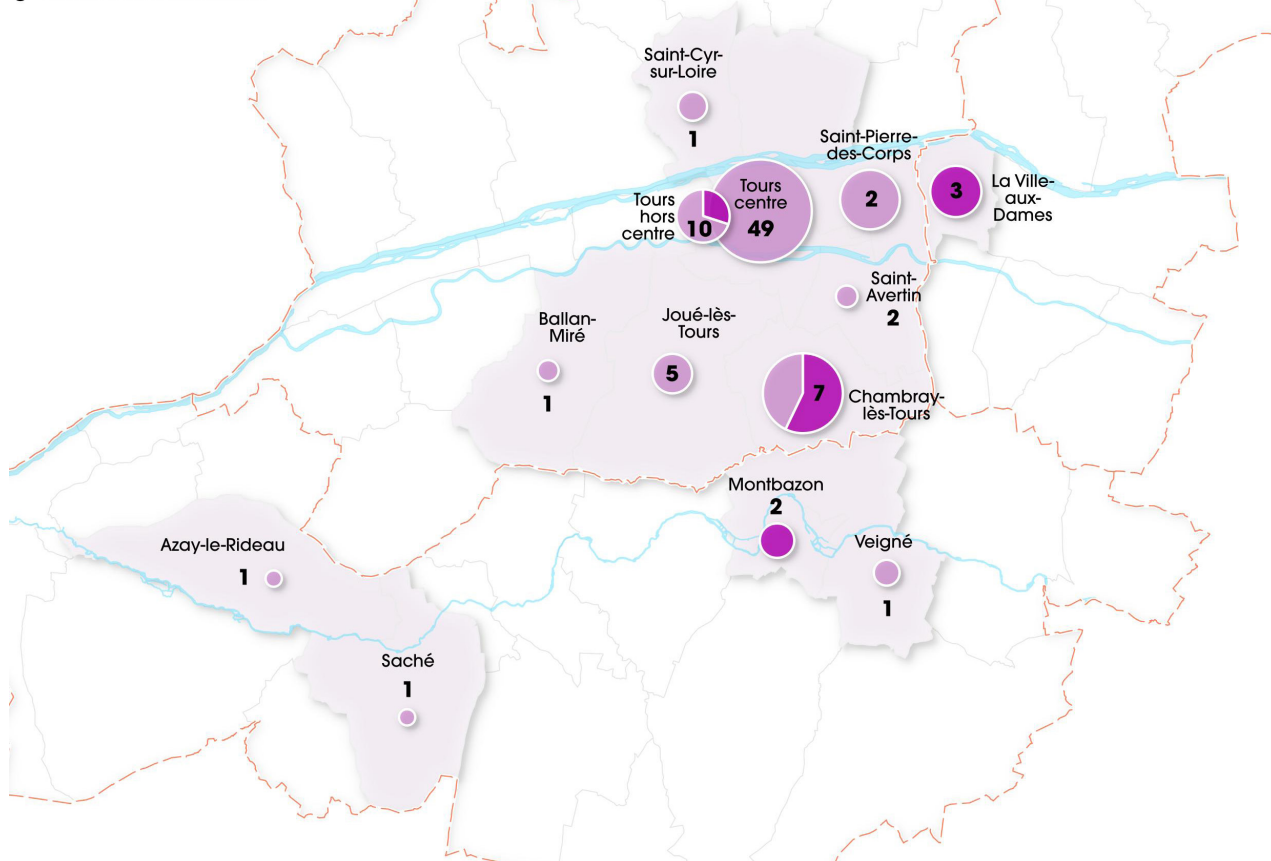 Saint-Cyr-
sur-Loire
1
Saint-Pierre-
des-Corps
2
3
La Ville-
aux-
Dames
Tours
hors
centre
10
Tours
centre
49
Saint-
Avertin
2
Ballan-
Miré
1
Joué-lès-
Tours
5
7
Chambray-
lès-Tours
Montbazon
2
Veigné
1
Azay-le-Rideau
1
Saché
1